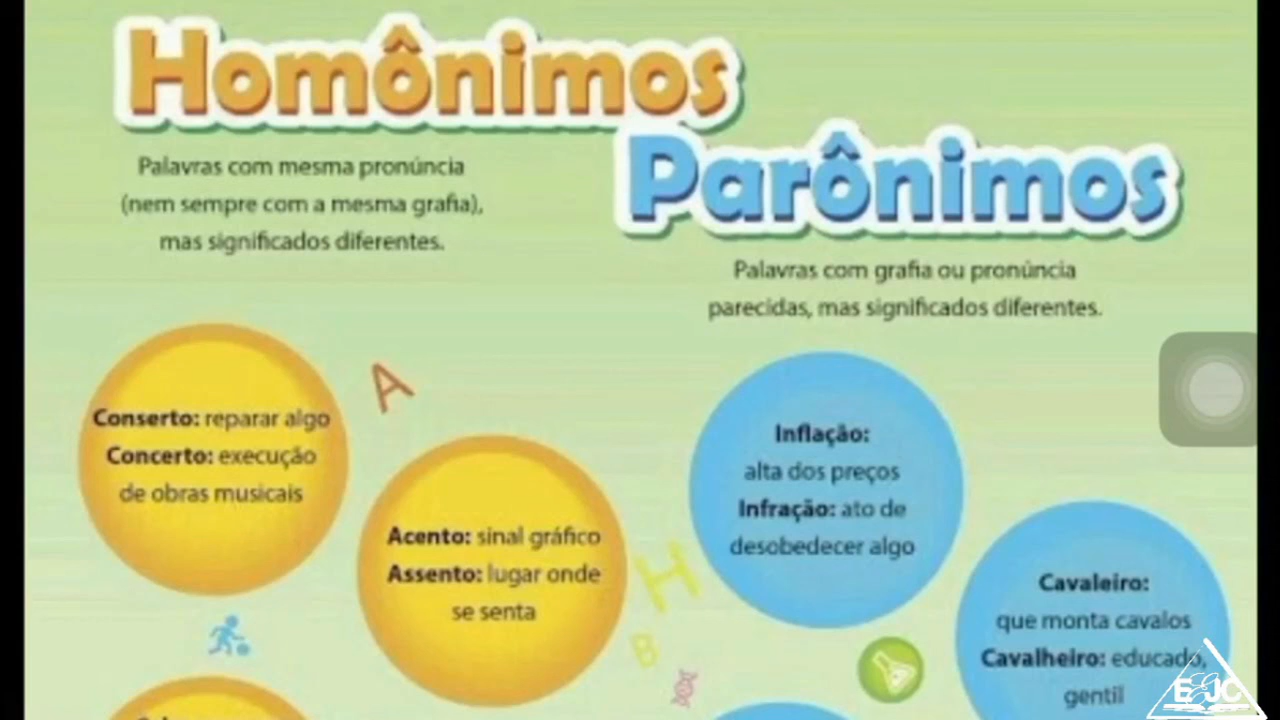 Homônimos
Palavras com mesma pronúncia
(nem sempre com a mesma grafia),
mas significados diferentes.
Parônimos
Palavras com grafia ou pronúncia
parecidas, mas significados diferentes.
Conserto: reparar algo
Concerto: execução
de obras musicais
A
Acento: sinal gráfico
Assento: lugar onde
se senta
H
B
Inflação:
alta dos preços
Infração: ato de
desobedecer algo
Cavaleiro:
que monta cavalos
Cavalheiro: educado,
gentil